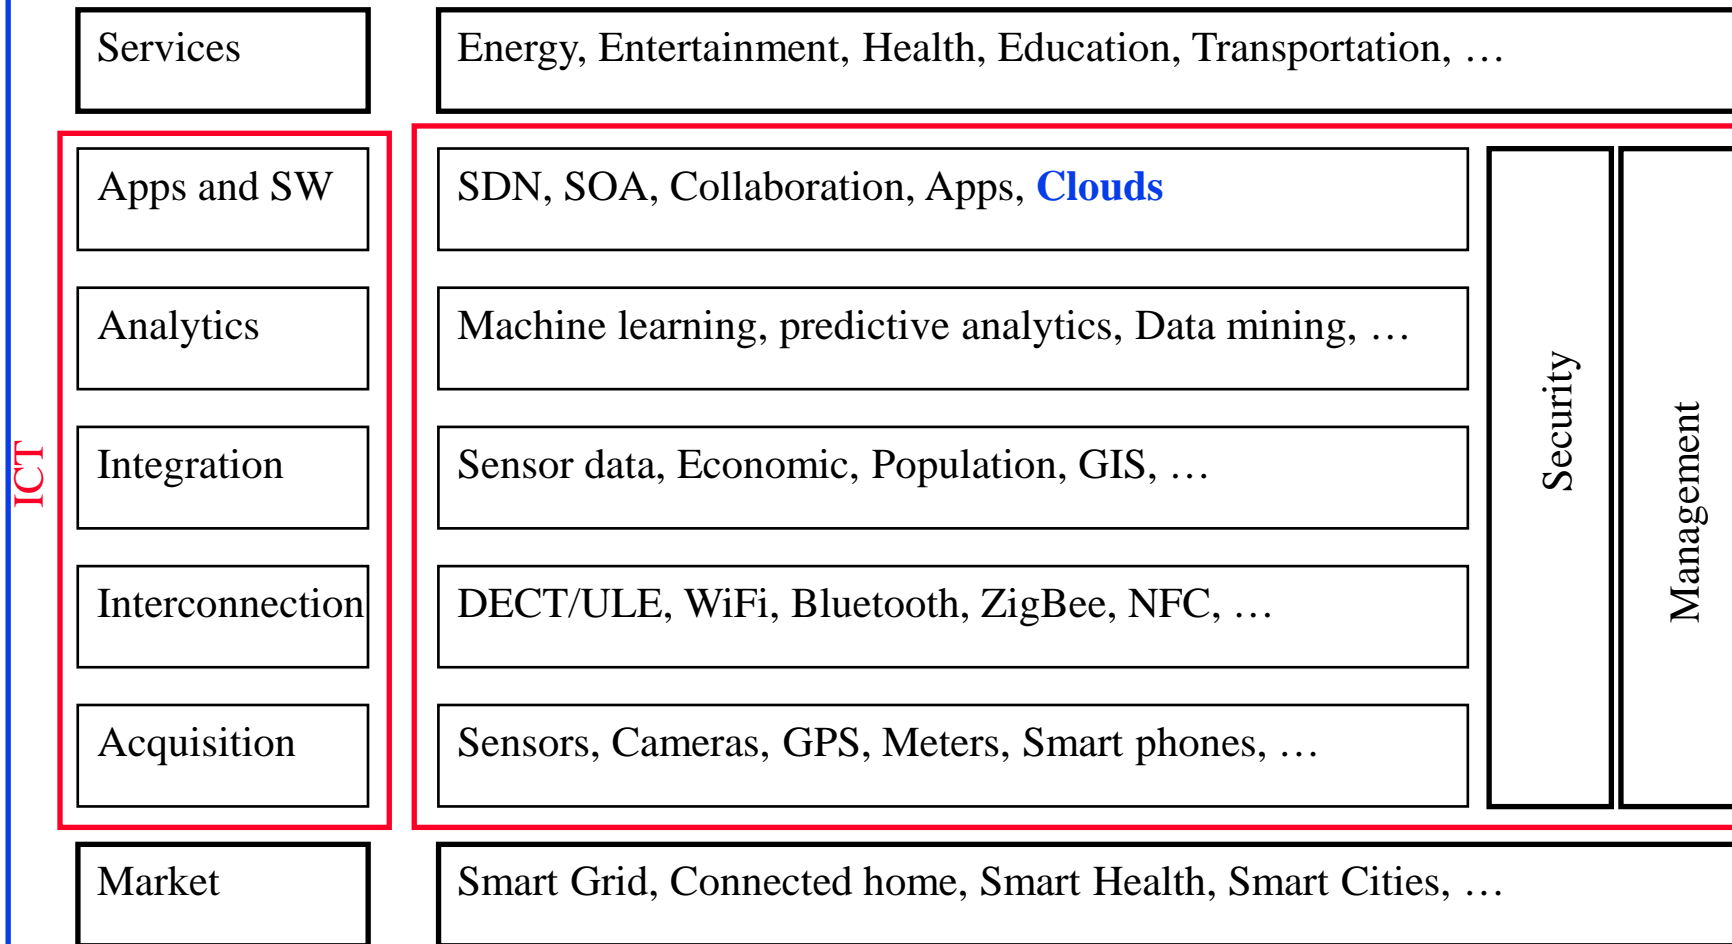 Services
Energy, Entertainment, Health, Education, Transportation, …
Apps and SW
SDN, SOA, Collaboration, Apps, Clouds
Analytics
Machine learning, predictive analytics, Data mining, …
Integration
Sensor data, Economic, Population, GIS, …
Interconnection
DECT/ULE, WiFi, Bluetooth, ZigBee, NFC, …
Acquisition
Sensors, Cameras, GPS, Meters, Smart phones, …
Market
Smart Grid, Connected home, Smart Health, Smart Cities, …
ICT
Security
Management